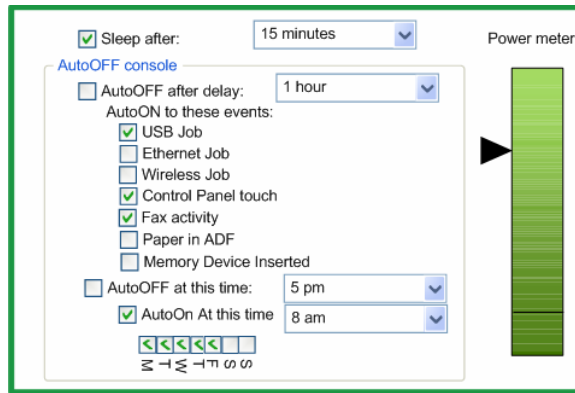 Sleep after: 15 minutes
Power meter
AutoOFF console
AutoOFF after delay: 1 hour
AutoON to these events:
USB Job
Ethernet Job
Wireless Job
Control Panel touch
Fax activity
Paper in ADF
Memory Device Inserted
AutoOFF at this time: 5 pm
AutoOn At this time 8 am
M T W T F S S